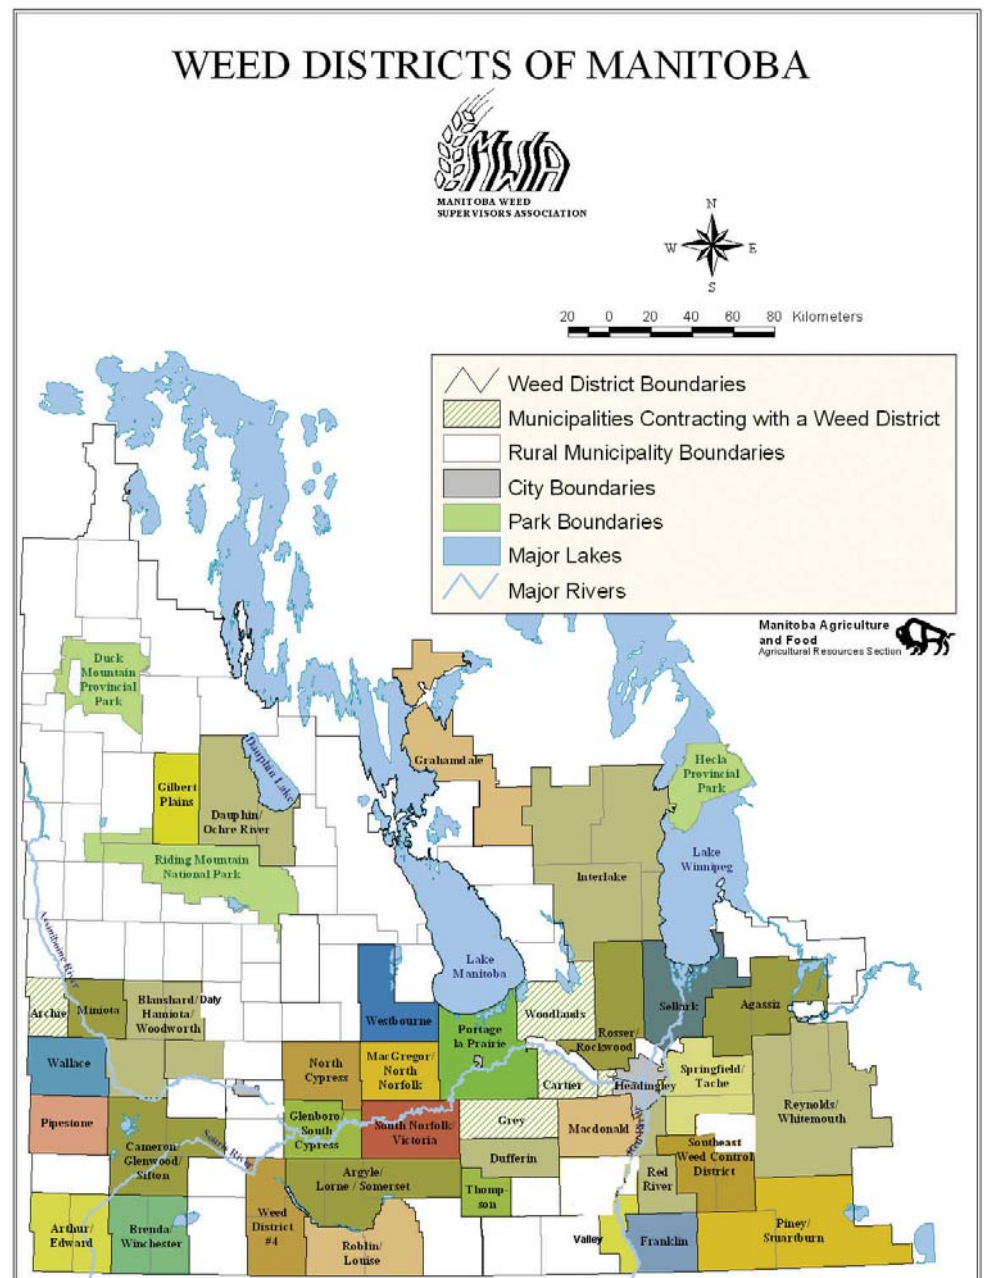 WEED DISTRICTS OF MANITOBA
MWSA
MANITOBA WEED
SUPERVISORS ASSOCIATION
N
W E
S
20 0 20 40 60 80 Kilometers
Weed District Boundaries
Municipalities Contracting with a Weed District
Rural Municipality Boundaries
City Boundaries
Park Boundaries
Major Lakes
Major Rivers
Manitoba Agriculture
and Food
Agricultural Resources Section
Duck
Mountain
Provincial
Park
Dauphin Lake
Grahamdale
Hecla
Provincial
Park
Gilbert
Plains
Dauphin/
Ochre River
Riding Mountain
National Park
Lake
Winnipeg
Interlake
Assiniboine River
Lake
Manitoba
Archie
Miniota
Blanshard/Daly
Hamiota/
Woodworth
Westbourne
Portage
la Prairie
Woodlands
Rosser/
Rockwood
Selkirk
Agassiz
Wallace
North
Cypress
MacGregor/
North
Norfolk
Cartier
Headingley
Springfield/
Tache
Reynolds/
Whitemouth
Pipestone
Cameron/
Glenwood/
Sifton
Souris River
Glenboro/
South
Cypress
South Norfolk/
Victoria
Grey
Macdonald
Red River
Dufferin
Southeast
Weed Control
District
Argyle/
Lorne / Somerset
Thomp-
son
Red
River
Arthur/
Edward
Brenda/
Winchester
Weed
District
#4
Roblin/
Louise
Valley
Franklin
Piney/
Stuartburn